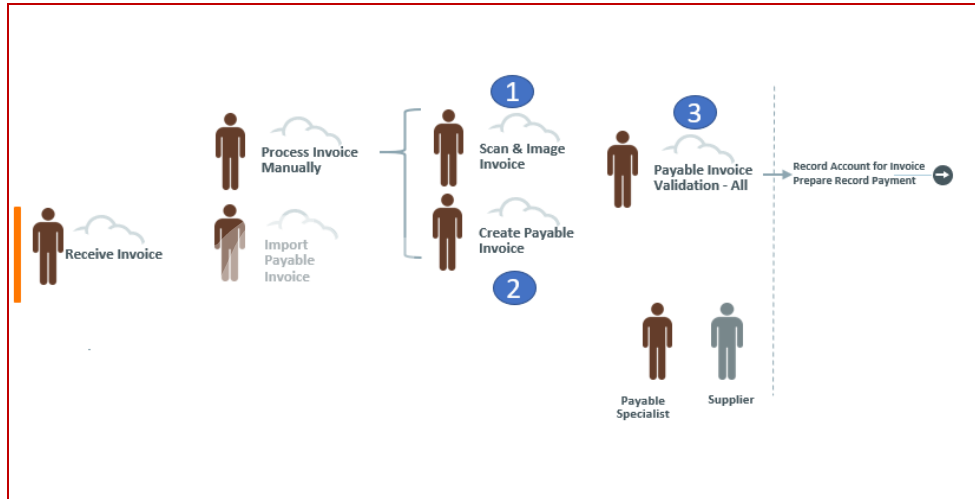 1
Process Invoice
Manually
Scan & Image
Invoice
3
Payable Invoice
Validation - All
Record Account for Invoice
Prepare Record Payment
Receive Invoice
Import
Payable
Invoice
Create Payable
Invoice
2
Payable
Specialist
Supplier